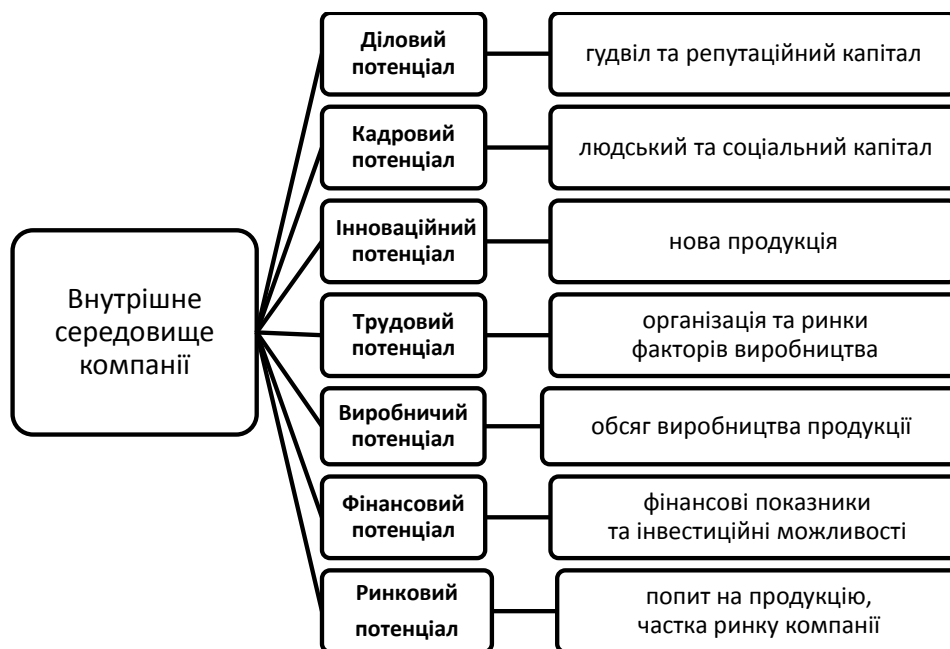 Діловий
потенціал
гудвіл та репутаційний капітал
Кадровий
потенціал
людський та соціальний капітал
Інноваційний
потенціал
нова продукція
Внутрішне
середовище
компанії
Трудовий
потенціал
організація та ринки
факторів виробництва
Виробничий
потенціал
обсяг виробництва продукції
Фінансовий
потенціал
фінансові показники
та інвестиційні можливості
Ринковий
потенціал
попит на продукцію,
частка ринку компанії